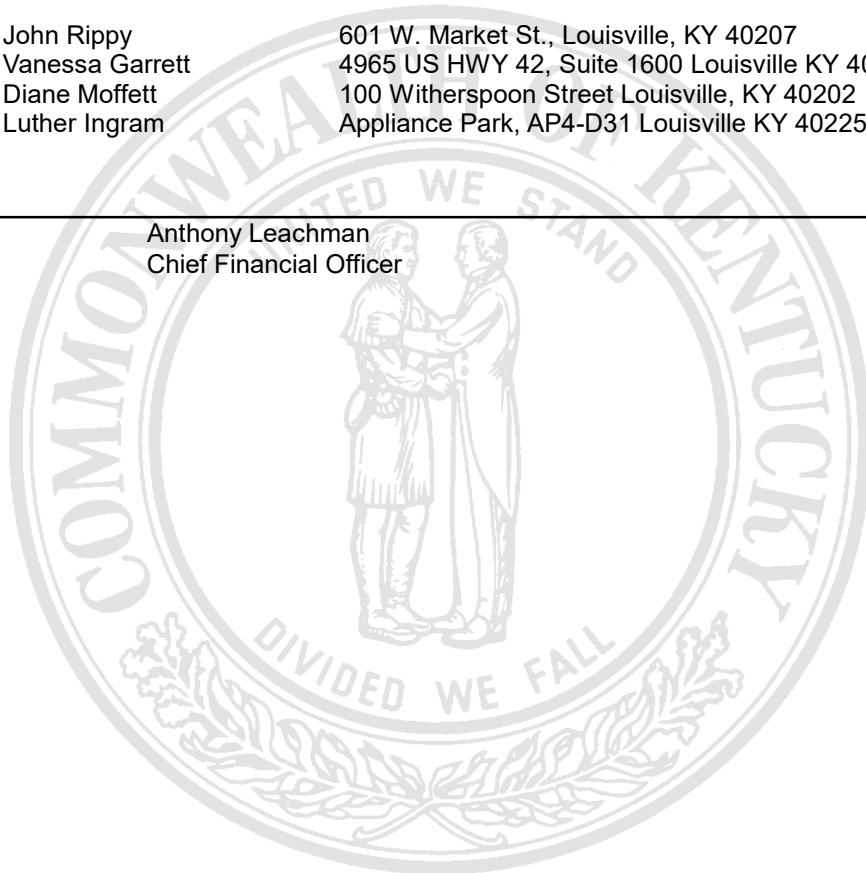 John Rippy 601 W. Market St., Louisville, KY 40207
Vanessa Garrett 4965 US HWY 42, Suite 1600 Louisville KY
Diane Moffett 100 Witherspoon Street Louisville, KY 40202
Luther Ingram Appliance Park, AP4-D31 Louisville KY 40225
Anthony Leachman
Chief Financial Officer
COMMONWEALTH OF KENTUCKY
UNITED WE STAND
DIVIDED WE FALL